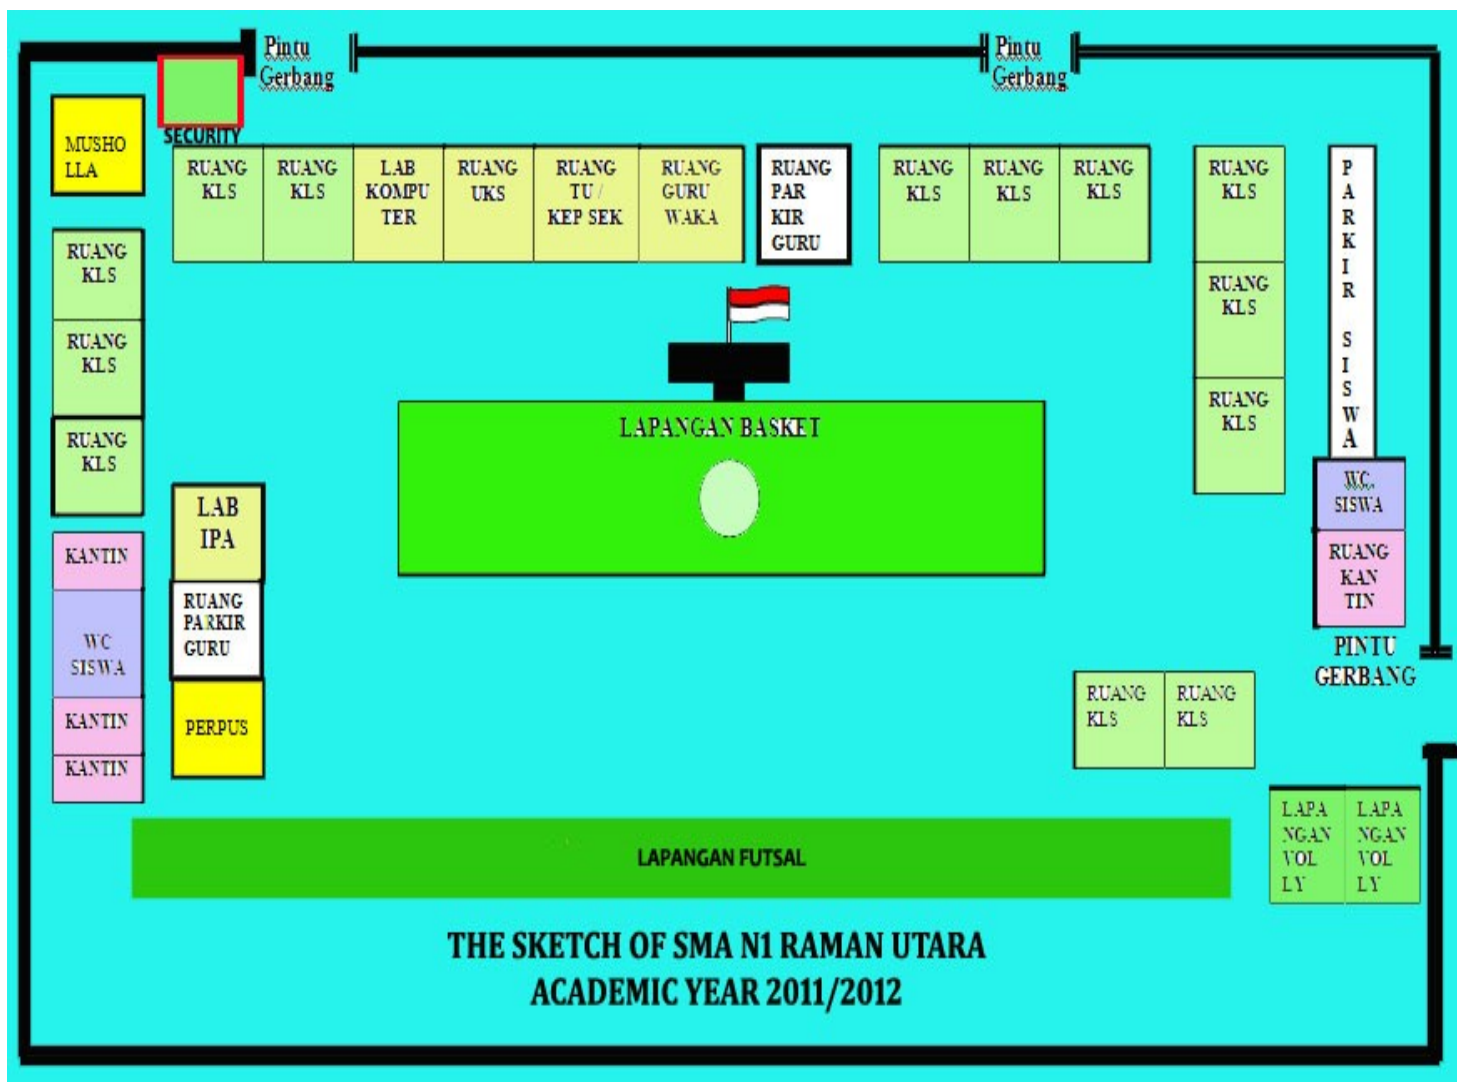 Pintu
Gerbang
Pintu
Gerbang
SECURITY
MUSHO
LLA
RUANG
KLS
RUANG
KLS
LAB
KOMPU
TER
RUANG
UKS
RUANG
TU /
KEP SEK
RUANG
GURU
WAKA
RUANG
PAR
KIR
GURU
RUANG
KLS
RUANG
KLS
RUANG
KLS
RUANG
KLS
P
A
R
K
I
R
S
I
S
W
A
RUANG
KLS
RUANG
KLS
RUANG
KLS
RUANG
KLS
RUANG
KLS
LAPANGAN BASKET
WC.
SISWA
RUANG
KAN
TIN
PINTU
GERBANG
LAB
IPA
RUANG
PARKIR
GURU
PERPUS
KANTIN
WC
SISWA
KANTIN
KANTIN
RUANG
KLS
RUANG
KLS
LAPA
NGAN
VOL
LY
LAPA
NGAN
VOL
LY
LAPANGAN FUTSAL
THE SKETCH OF SMA N1 RAMAN UTARA
ACADEMIC YEAR 2011/2012